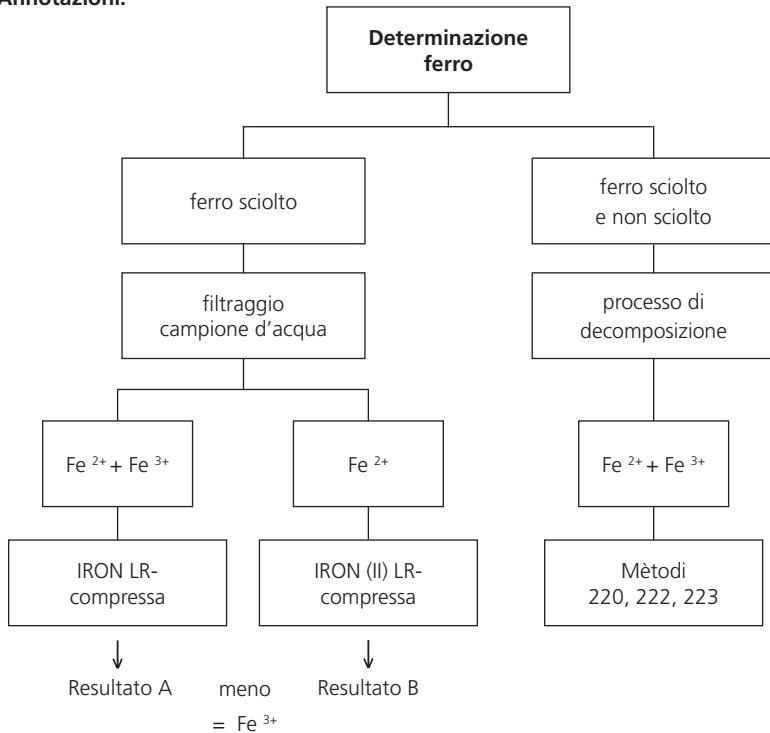 Annotazioni:
Determinazione
ferro
ferro sciolto
ferro sciolto
e non sciolto
filtraggio
campione d'acqua
processo di
decomposizione
Fe ²⁺ + Fe ³⁺
Fe ²⁺
Fe ²⁺ + Fe ³⁺
IRON LR-
compressa
IRON (II) LR-
compressa
Mètodi
220, 222, 223
Resultato A meno Resultato B
= Fe ³⁺